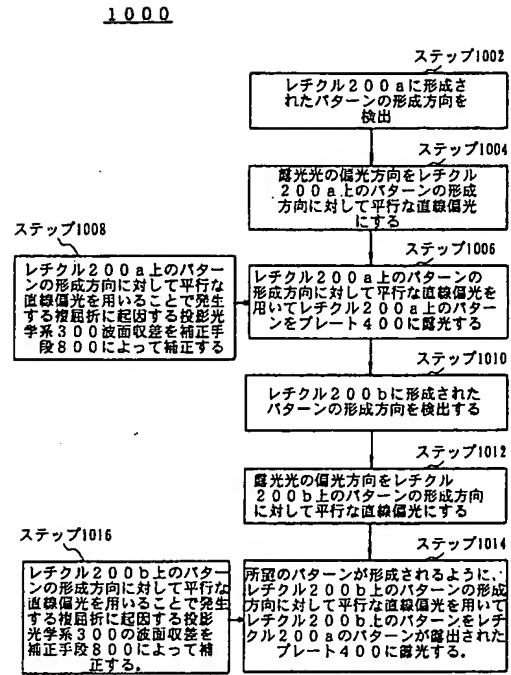 1000
ステップ1002
レチクル200aに形成さ
れたパターンの形成方向を
検出
ステップ1004
露光光の偏光方向をレチクル
200a上のパターンの形成
方向に対して平行な直線偏光
にする
ステップ1008
レチクル200a上のパター
ンの形成方向に対して平行な
直線偏光を用いることで発生
する複屈折に起因する投影光
学系300波面収差を補正手
段800によって補正する
ステップ1006
レチクル200a上のパターンの
形成方向に対して平行な直線偏光を
用いてレチクル200a上のパター
ンをプレート400に露光する
ステップ1010
レチクル200bに形成された
パターンの形成方向を検出する
ステップ1012
露光光の偏光方向をレチクル
200b上のパターンの形成方向
に対して平行な直線偏光にする
ステップ1016
レチクル200b上のパター
ンの形成方向に対して平行な
直線偏光を用いることで発生
する複屈折に起因する投影
光学系300の波面収差を
補正手段800によって補
正する。
ステップ1014
所望のパターンが形成されるように、
レチクル200b上のパターンの形成
方向に対して平行な直線偏光を用いて
レチクル200b上のパターンをレチ
クル200aのパターンが露出された
プレート400に露光する。